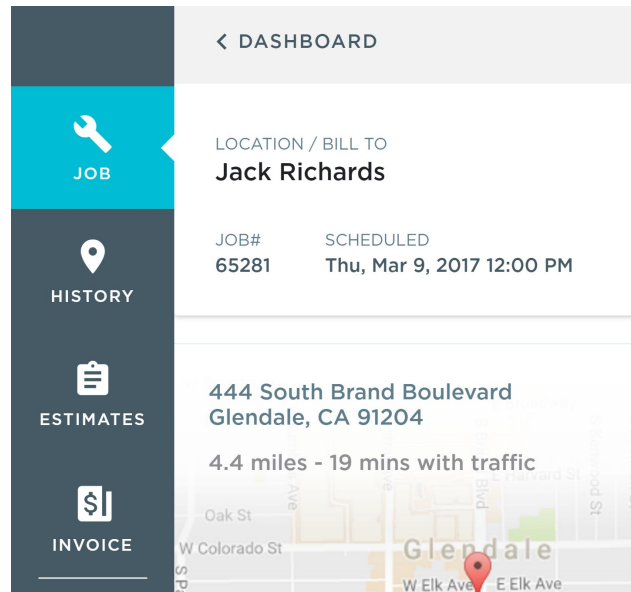 DASHBOARD
JOB
LOCATION / BILL TO
Jack Richards
JOB#
SCHEDULED
65281
Thu, Mar 9, 2017 12:00 PM
HISTORY
ESTIMATES
INVOICE
444 South Brand Boulevard
Glendale, CA 91204
4.4 miles - 19 mins with traffic
E Harvard St
Oak St
W Colorado St
Glendale
W Elk Ave
E Elk Ave